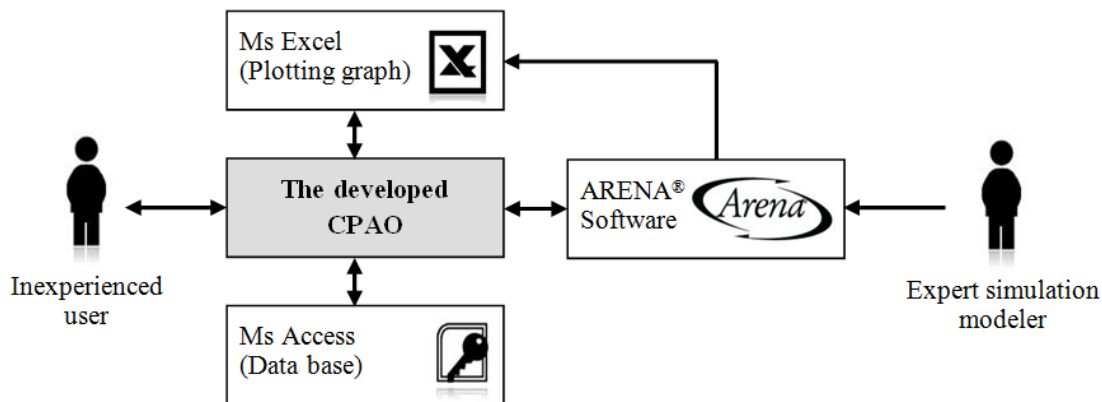 Ms Excel
(Plotting graph)
The developed
CPAO
ARENA®
Software
Arena®
Inexperienced
user
Expert simulation
modeler
Ms Access
(Data base)